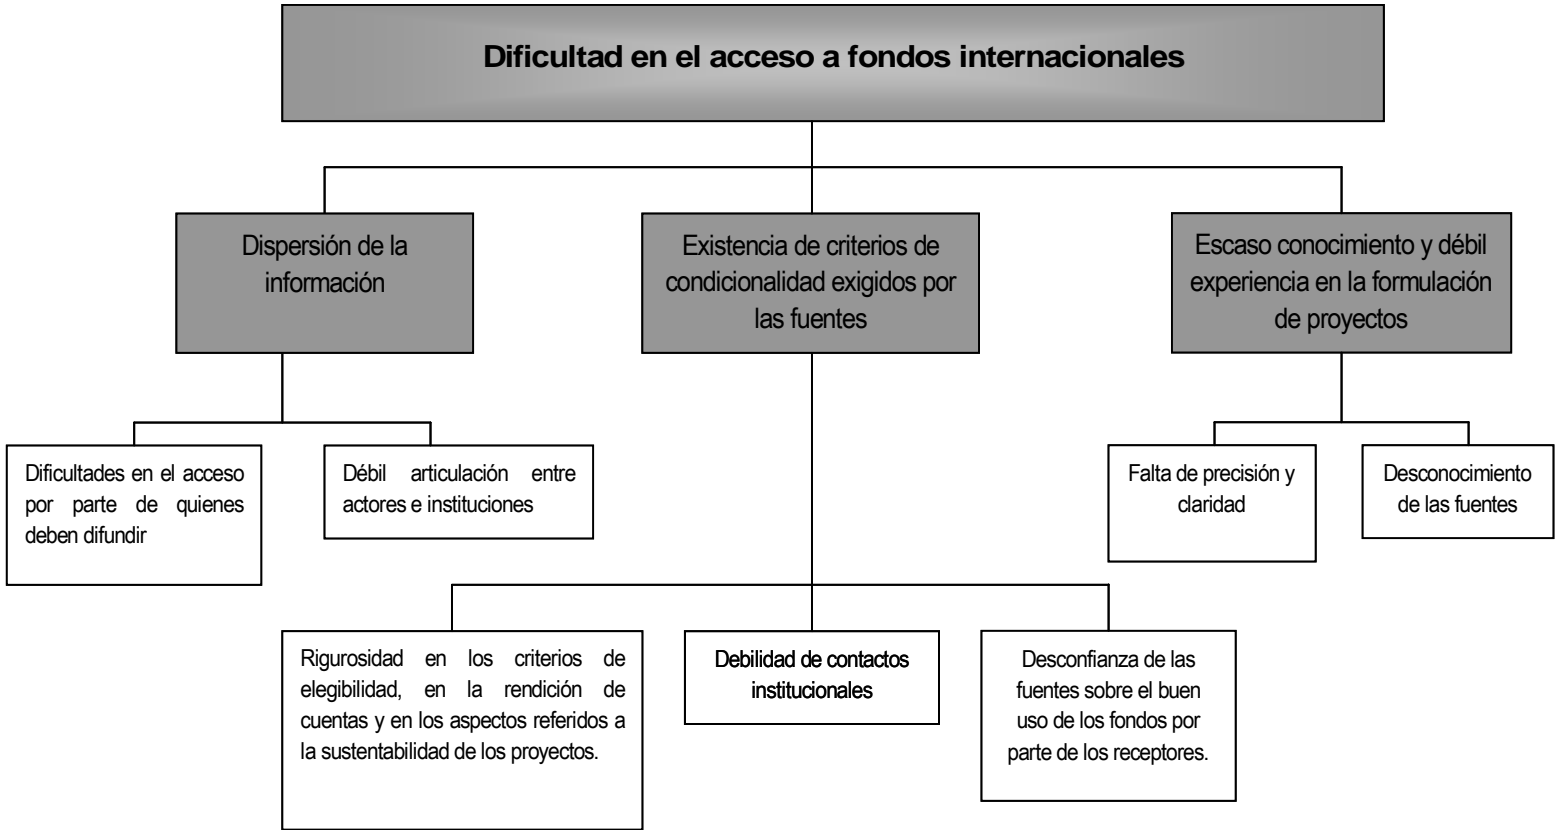 Dificultad en el acceso a fondos internacionales
Dispersión de la
información
Existencia de criterios de
condicionalidad exigidos por
las fuentes
Escaso conocimiento y débil
experiencia en la formulación
de proyectos
Dificultades en el acceso
por parte de quienes
deben difundir
Débil articulación entre
actores e instituciones
Falta de precisión y
claridad
Desconocimiento
de las fuentes
Rigurosidad en los criterios de
elegibilidad, en la rendición de
cuentas y en los aspectos referidos a
la sustentabilidad de los proyectos.
Debilidad de contactos
institucionales
Desconfianza de las
fuentes sobre el buen
uso de los fondos por
parte de los receptores.